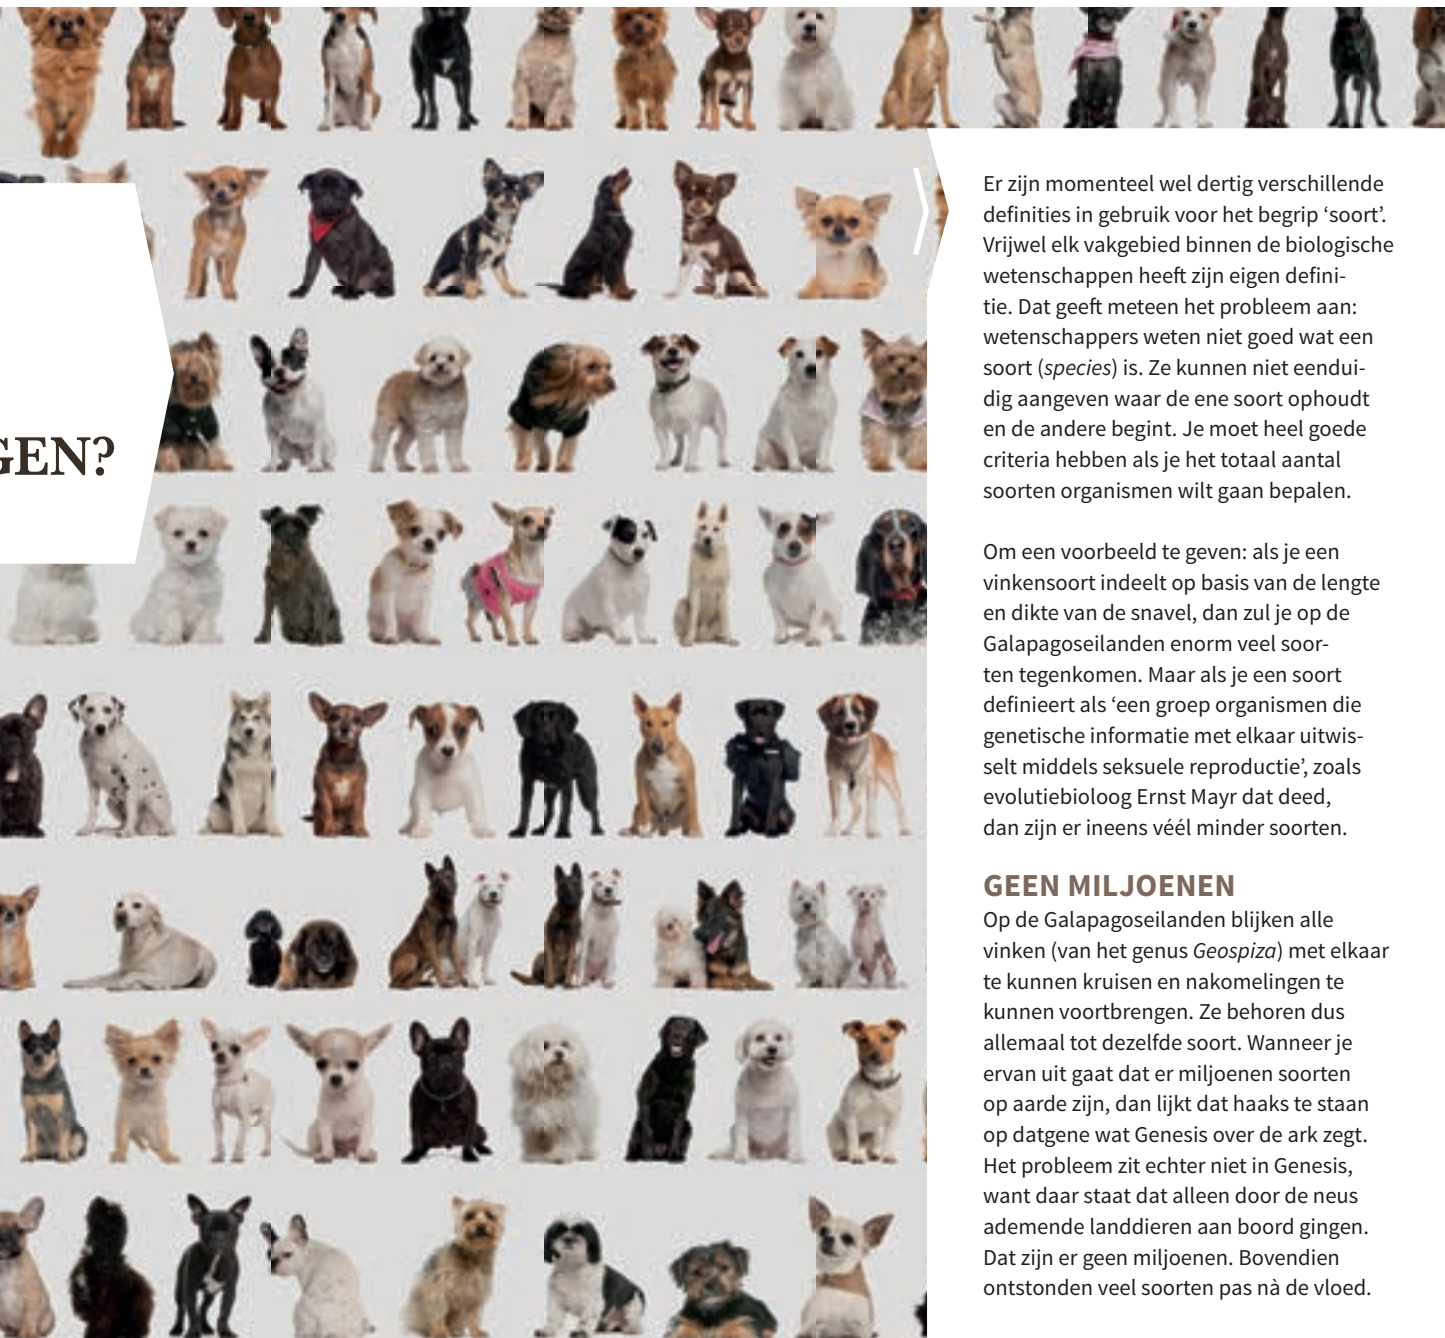 GEN?
Er zijn momenteel wel dertig verschillende
definities in gebruik voor het begrip ‘soort’.
Vrijwel elk vakgebied binnen de biologische
wetenschappen heeft zijn eigen defini-
tie. Dat geeft meteen het probleem aan:
wetenschappers weten niet goed wat een
soort (species) is. Ze kunnen niet eendui-
dig aangeven waar de ene soort ophoudt
en de andere begint. Je moet heel goede
criteria hebben als je het totaal aantal
soorten organismen wilt gaan bepalen.
Om een voorbeeld te geven: als je een
vinkensoort indeelt op basis van de lengte
en dikte van de snavel, dan zul je op de
Galapagoseilanden enorm veel soor-
ten tegenkomen. Maar als je een soort
definieert als ‘een groep organismen die
genetische informatie met elkaar uitwis-
selt middels seksuele reproductie’, zoals
evolutiebioloog Ernst Mayr dat deed,
dan zijn er ineens véél minder soorten.
GEEN MILJOENEN
Op de Galapagoseilanden blijken alle
vinken (van het genus Geospiza) met elkaar
te kunnen kruisen en nakomelingen te
kunnen voortbrengen. Ze behoren dus
allemaal tot dezelfde soort. Wanneer je
ervan uit gaat dat er miljoenen soorten
op aarde zijn, dan lijkt dat haaks te staan
op datgene wat Genesis over de ark zegt.
Het probleem zit echter niet in Genesis,
want daar staat dat alleen door de neus
ademende landdieren aan boord gingen.
Dat zijn er geen miljoenen. Bovendien
ontstonden veel soorten pas nà de vloed.